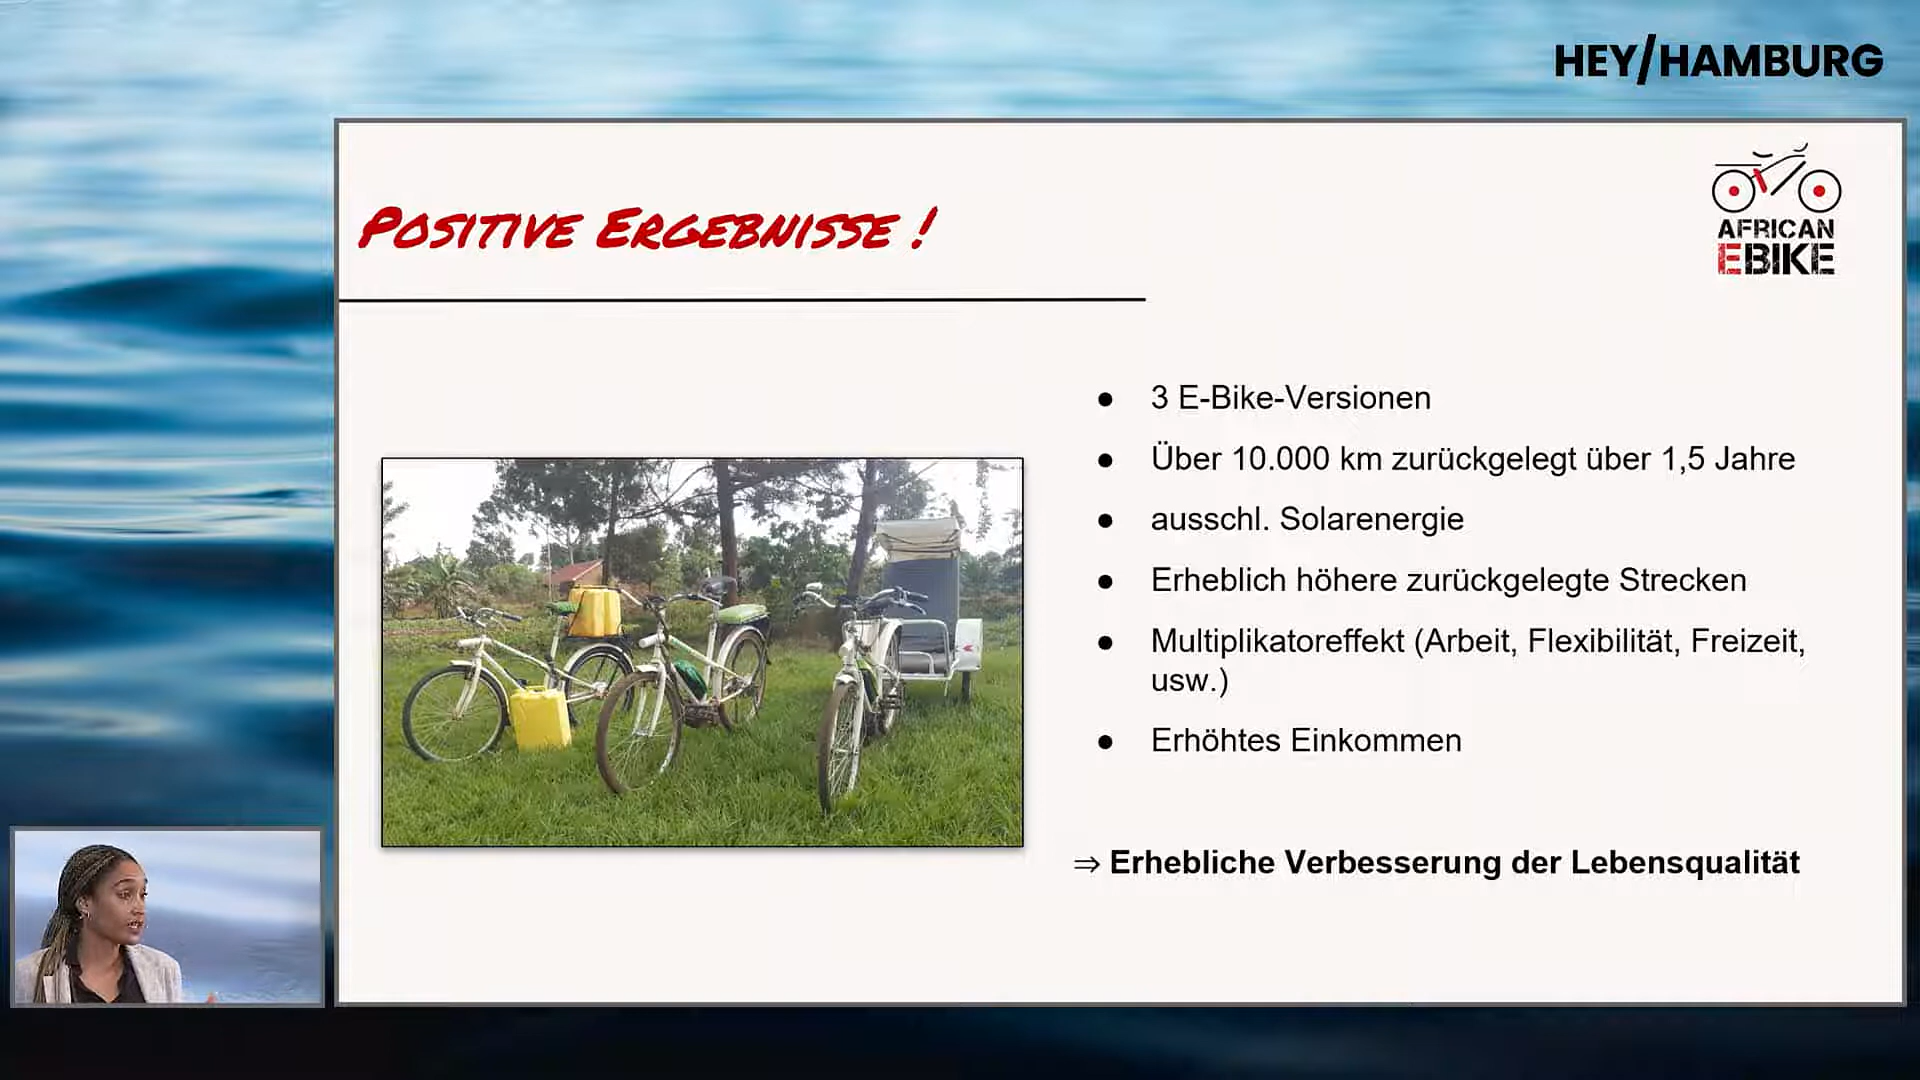 HEY/HAMBURG
AFRICAN
EBIKE
POSITIVE ERGEBNISSE !
● 3 E-Bike-Versionen
● Über 10.000 km zurückgelegt über 1,5 Jahre
● ausschl. Solarenergie
● Erheblich höhere zurückgelegte Strecken
● Multiplikatoreffekt (Arbeit, Flexibilität, Freizeit,
usw.)
● Erhöhtes Einkommen
⇒ Erhebliche Verbesserung der Lebensqualität